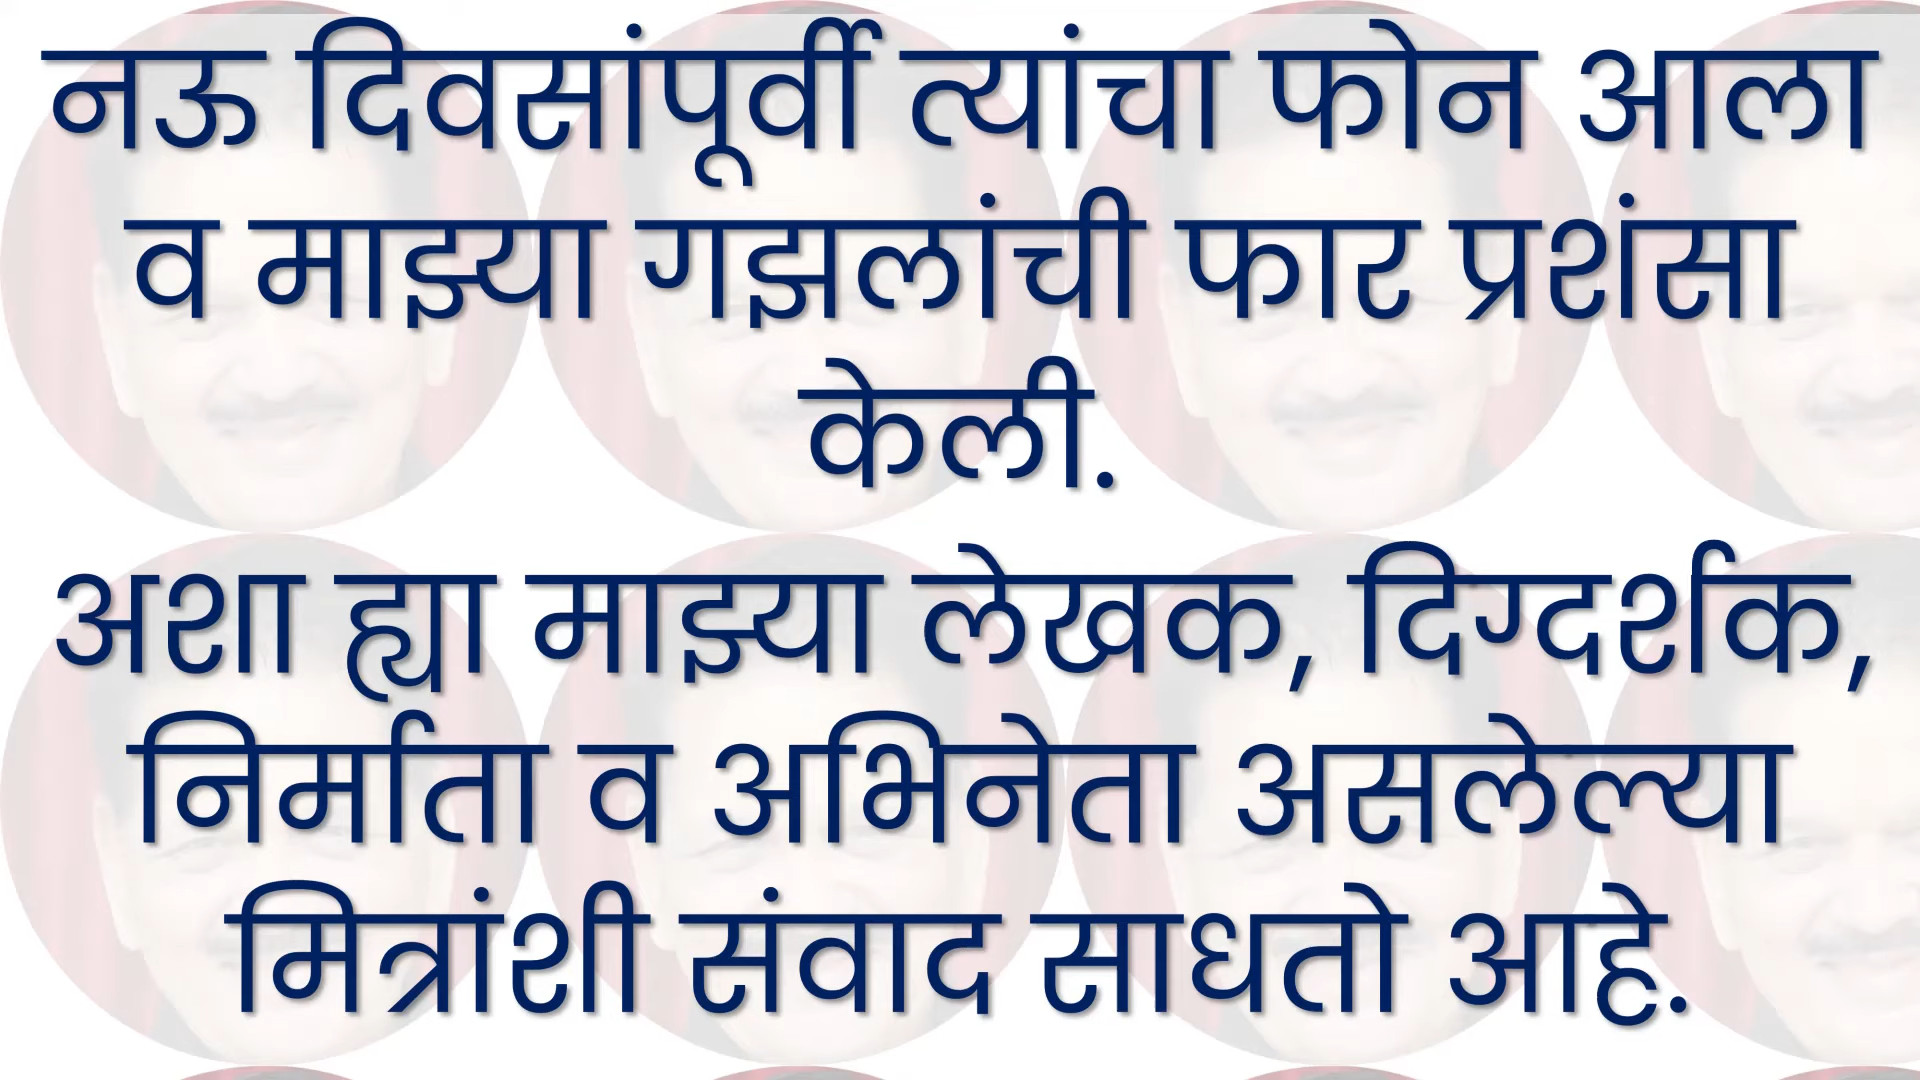 नऊ दिवसांपूर्वी त्यांचा फोन आला
व माझ्या गझलांची फार प्रशंसा
केली.
अशा ह्या माझ्या लेखक, दिग्दर्शक,
निर्माता व अभिनेता असलेल्या
मित्रांशी संवाद साधतो आहे.